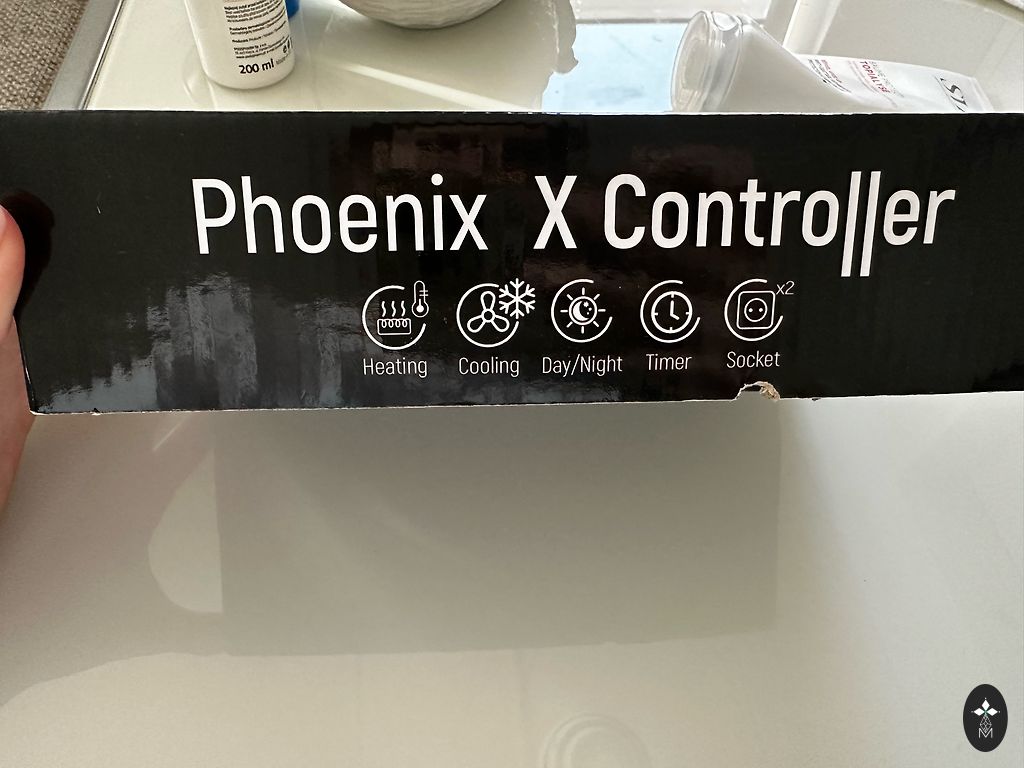 200 ml
Phoenix X Controller
x2
Heating Cooling Day/Night Timer Socket
M